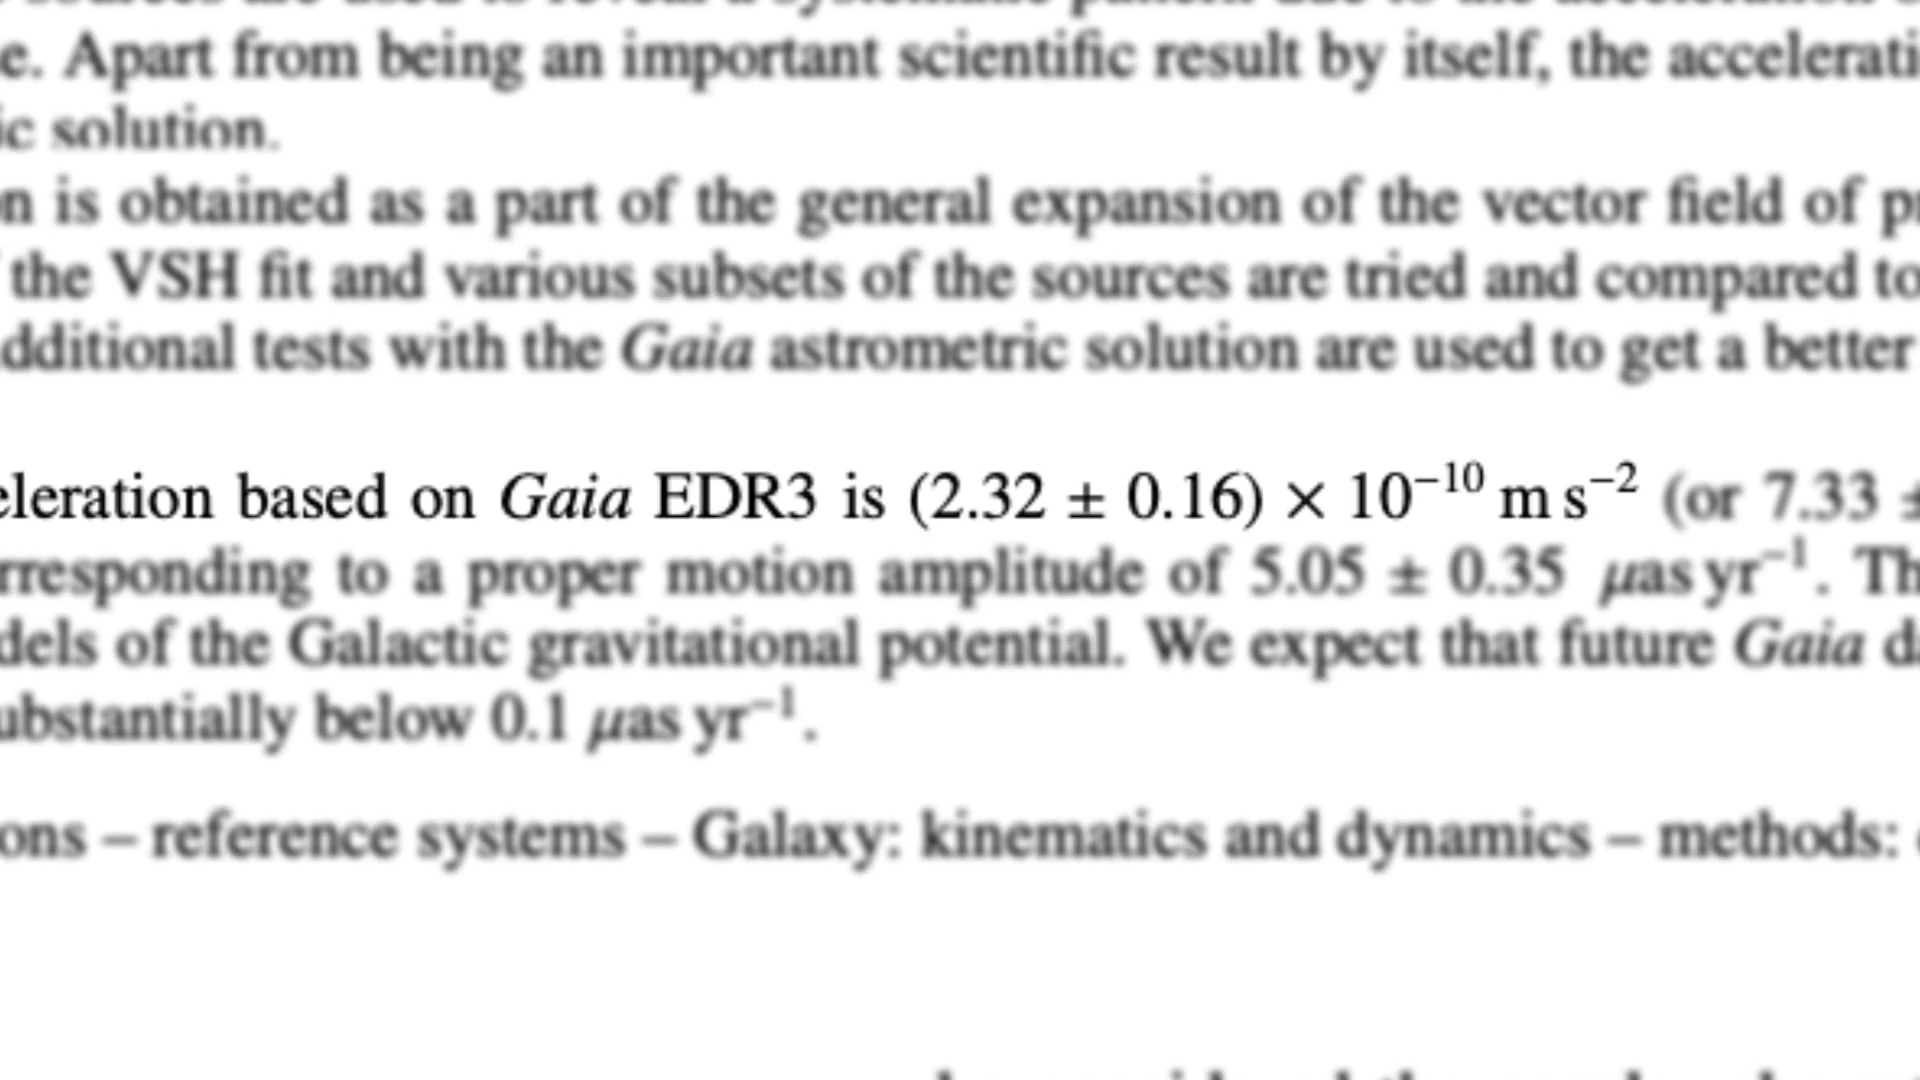 e. Apart from being an important scientific result by itself, the accelerati
ic solution.
n is obtained as a part of the general expansion of the vector field of pr
the VSH fit and various subsets of the sources are tried and compared to
dditional tests with the Gaia astrometric solution are used to get a better
eleration based on Gaia EDR3 is (2.32 ± 0.16) × 10⁻¹⁰ m s⁻² (or 7.33 ±
rresponding to a proper motion amplitude of 5.05 ± 0.35 μas yr⁻¹. Th
dels of the Galactic gravitational potential. We expect that future Gaia da
ubstantially below 0.1 μas yr⁻¹.
ons – reference systems – Galaxy: kinematics and dynamics – methods: